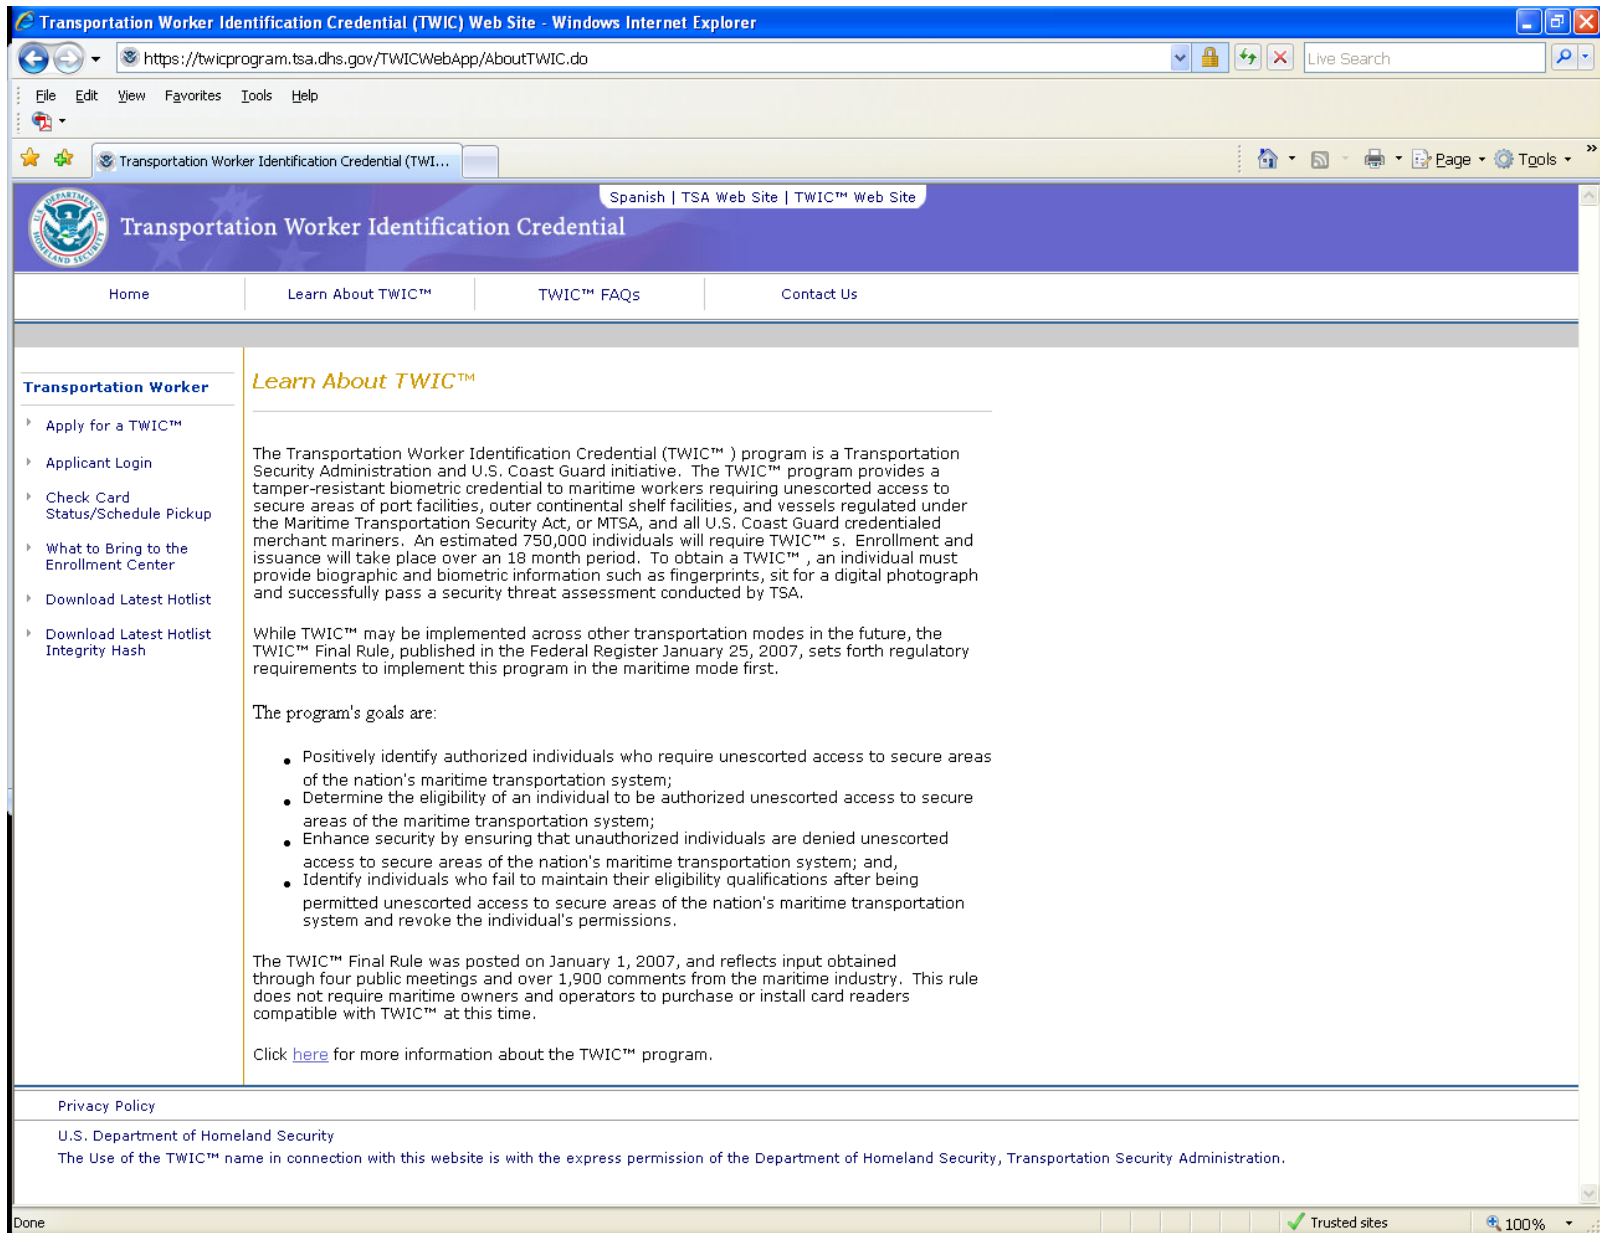 Transportation Worker Identification Credential (TWIC) Web Site - Windows Internet Explorer
https://twicprogram.tsa.dhs.gov/TWICWebApp/AboutTWIC.do
Live Search
File Edit View Favorites Tools Help
Transportation Worker Identification Credential (TWI...
Page Tools »
Spanish | TSA Web Site | TWIC™ Web Site
U.S. DEPARTMENT OF HOMELAND SECURITY
Transportation Worker Identification Credential
Home Learn About TWIC™ TWIC™ FAQs Contact Us
Transportation Worker
Apply for a TWIC™
Applicant Login
Check Card
Status/Schedule Pickup
What to Bring to the
Enrollment Center
Download Latest Hotlist
Download Latest Hotlist
Integrity Hash
Learn About TWIC™
The Transportation Worker Identification Credential (TWIC™ ) program is a Transportation
Security Administration and U.S. Coast Guard initiative.  The TWIC™ program provides a
tamper-resistant biometric credential to maritime workers requiring unescorted access to
secure areas of port facilities, outer continental shelf facilities, and vessels regulated under
the Maritime Transportation Security Act, or MTSA, and all U.S. Coast Guard credentialed
merchant mariners.  An estimated 750,000 individuals will require TWIC™ s.  Enrollment and
issuance will take place over an 18 month period.  To obtain a TWIC™ , an individual must
provide biographic and biometric information such as fingerprints, sit for a digital photograph
and successfully pass a security threat assessment conducted by TSA.
While TWIC™ may be implemented across other transportation modes in the future, the
TWIC™ Final Rule, published in the Federal Register January 25, 2007, sets forth regulatory
requirements to implement this program in the maritime mode first.
The program's goals are:
• Positively identify authorized individuals who require unescorted access to secure areas
of the nation's maritime transportation system;
• Determine the eligibility of an individual to be authorized unescorted access to secure
areas of the maritime transportation system;
• Enhance security by ensuring that unauthorized individuals are denied unescorted
access to secure areas of the nation's maritime transportation system; and,
• Identify individuals who fail to maintain their eligibility qualifications after being
permitted unescorted access to secure areas of the nation's maritime transportation
system and revoke the individual's permissions.
The TWIC™ Final Rule was posted on January 1, 2007, and reflects input obtained
through four public meetings and over 1,900 comments from the maritime industry.  This rule
does not require maritime owners and operators to purchase or install card readers
compatible with TWIC™ at this time.
Click here for more information about the TWIC™ program.
Privacy Policy
U.S. Department of Homeland Security
The Use of the TWIC™ name in connection with this website is with the express permission of the Department of Homeland Security, Transportation Security Administration.
Done Trusted sites 100%